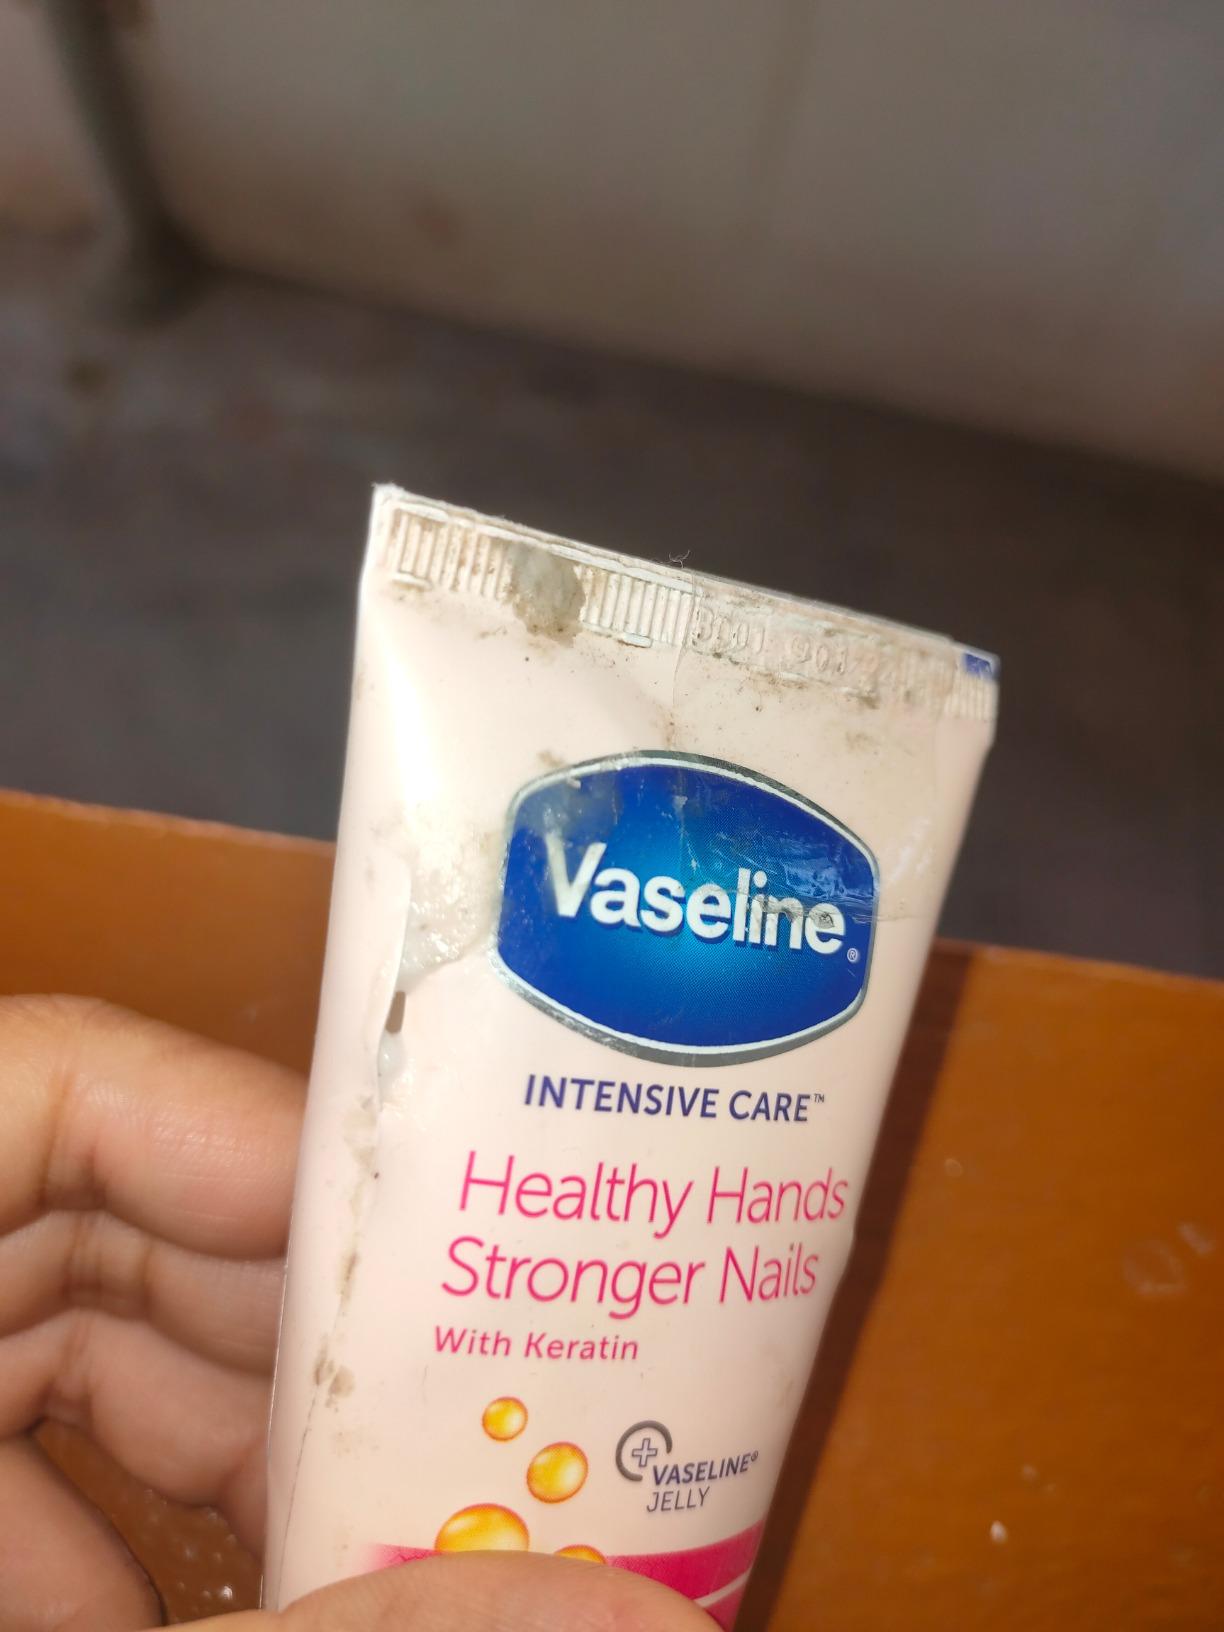 Vaseline®
INTENSIVE CARE™
Healthy Hands
Stronger Nails
With Keratin
VASELINE®
JELLY